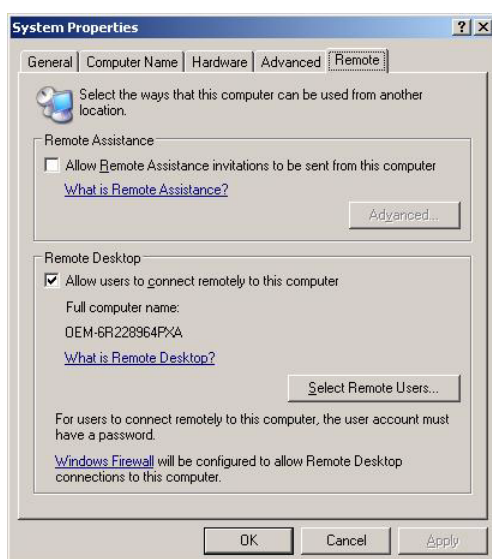 System Properties
General Computer Name Hardware Advanced Remote
Select the ways that this computer can be used from another
location.
Remote Assistance
Allow Remote Assistance invitations to be sent from this computer
What is Remote Assistance?
Advanced...
Remote Desktop
Allow users to connect remotely to this computer
Full computer name:
OEM-6R228964PXA
What is Remote Desktop?
Select Remote Users...
For users to connect remotely to this computer, the user account must
have a password.
Windows Firewall will be configured to allow Remote Desktop
connections to this computer.
OK Cancel Apply